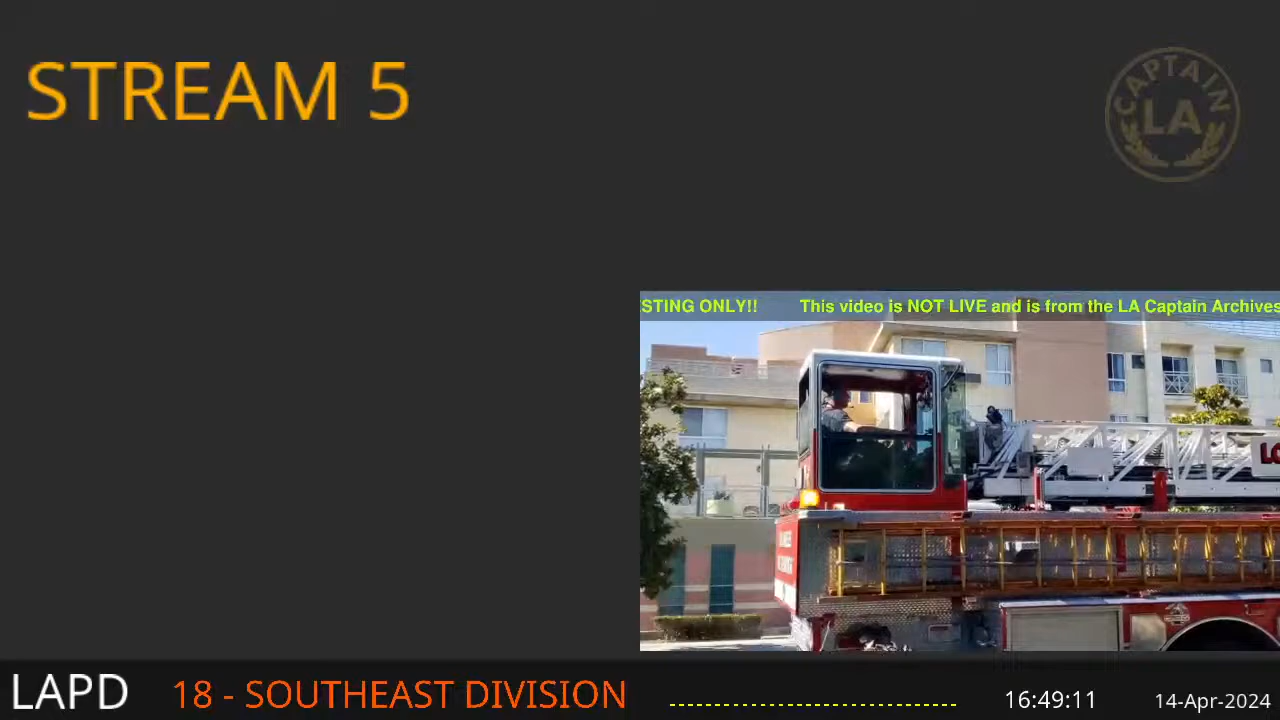 STREAM 5
CAPTAIN
LA
STING ONLY!! This video is NOT LIVE and is from the LA Captain Archives
LO
LAPD 18 - SOUTHEAST DIVISION 16:49:11 14-Apr-2024